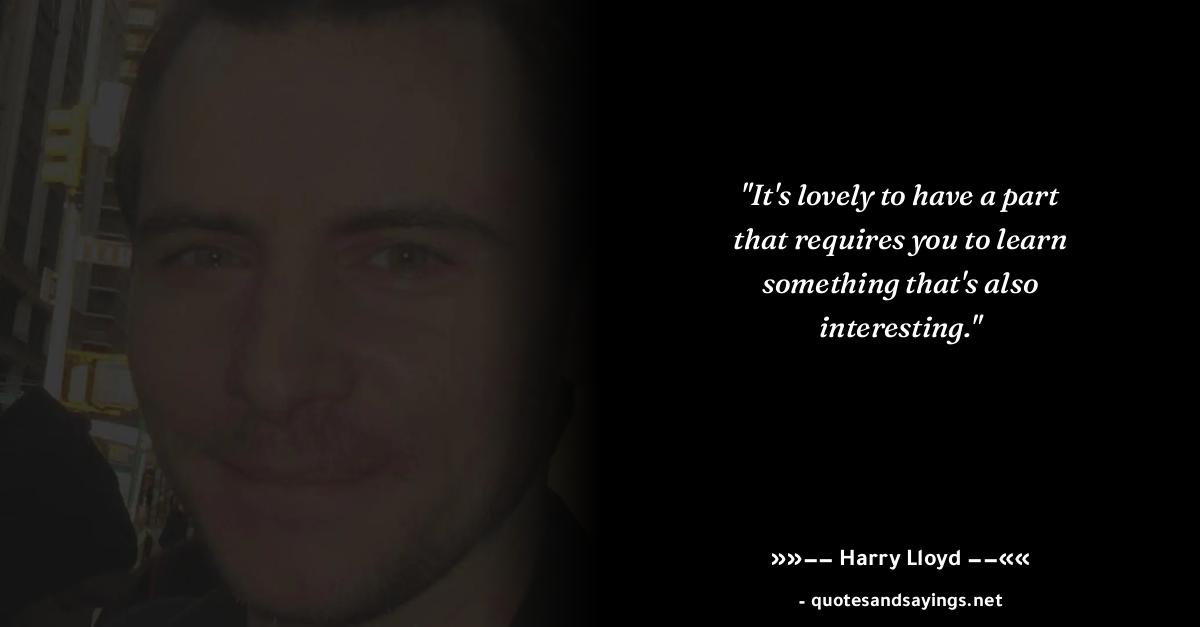 "It's lovely to have a part
that requires you to learn
something that's also
interesting."
»»−− Harry Lloyd −−««
- quotesandsayings.net